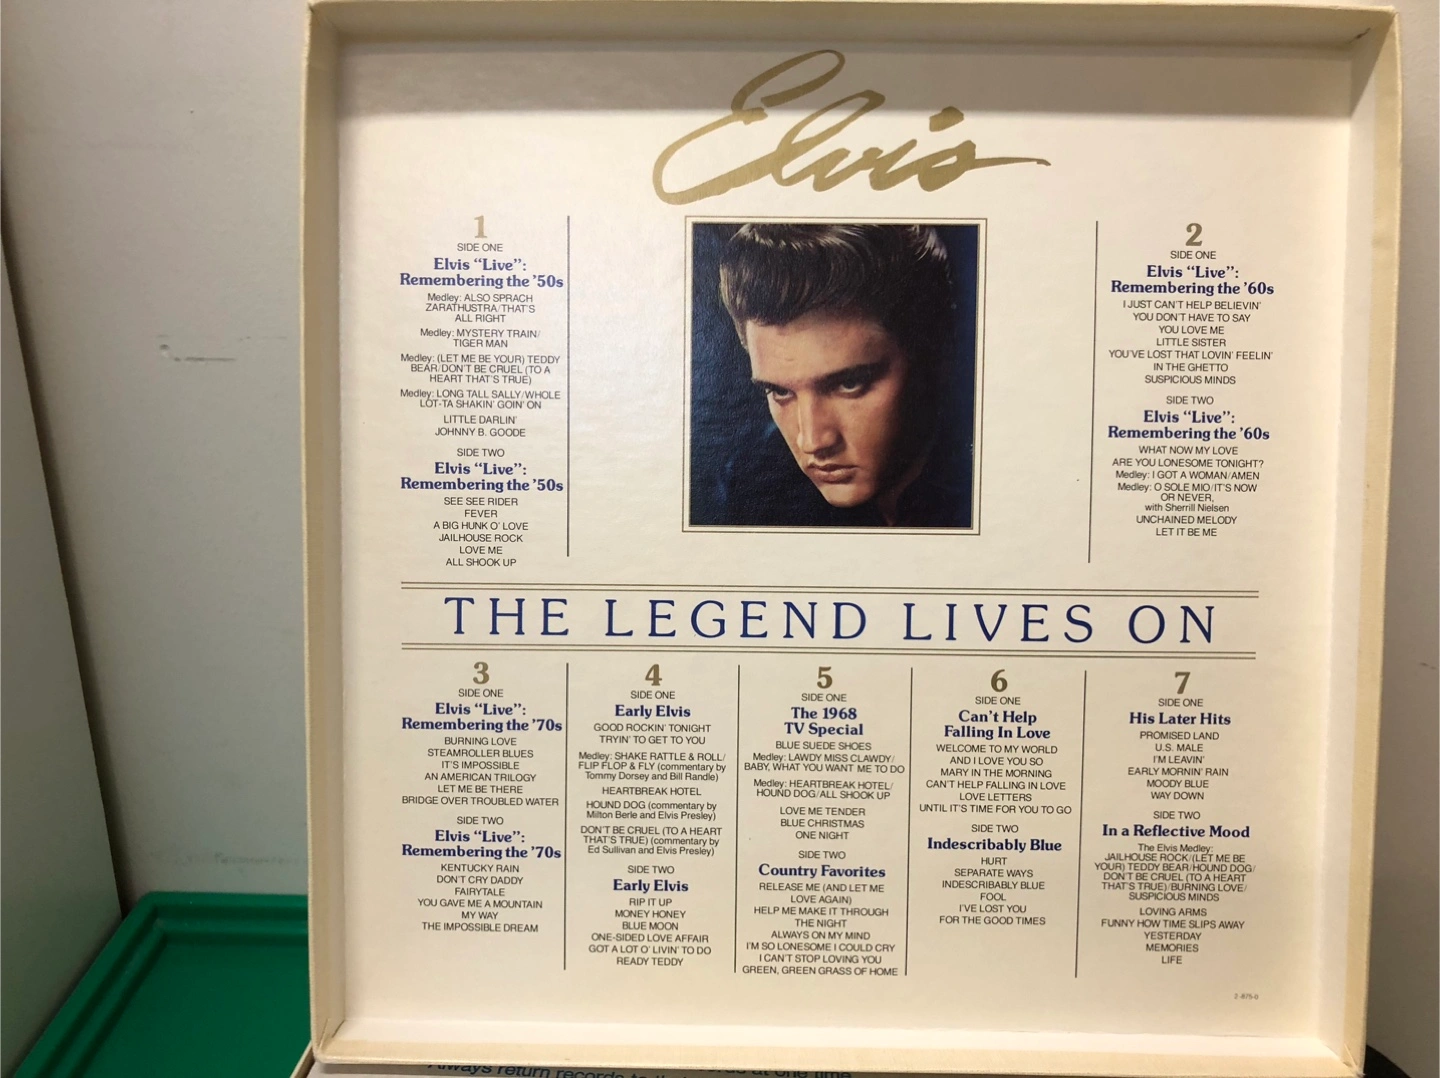 Elvis
1
SIDE ONE
Elvis “Live”:
Remembering the ’50s
Medley: ALSO SPRACH
ZARATHUSTRA/THAT’S
ALL RIGHT
Medley: MYSTERY TRAIN/
TIGER MAN
Medley: (LET ME BE YOUR) TEDDY
BEAR/DON’T BE CRUEL (TO A
HEART THAT’S TRUE)
Medley: LONG TALL SALLY/WHOLE
LOT-TA SHAKIN’ GOIN’ ON
LITTLE DARLIN’
JOHNNY B. GOODE
SIDE TWO
Elvis “Live”:
Remembering the ’50s
SEE SEE RIDER
FEVER
A BIG HUNK O’ LOVE
JAILHOUSE ROCK
LOVE ME
ALL SHOOK UP
2
SIDE ONE
Elvis “Live”:
Remembering the ’60s
I JUST CAN’T HELP BELIEVIN’
YOU DON’T HAVE TO SAY
YOU LOVE ME
LITTLE SISTER
YOU’VE LOST THAT LOVIN’ FEELIN’
IN THE GHETTO
SUSPICIOUS MINDS
SIDE TWO
Elvis “Live”:
Remembering the ’60s
WHAT NOW MY LOVE
ARE YOU LONESOME TONIGHT?
Medley: I GOT A WOMAN/AMEN
Medley: O SOLE MIO/IT’S NOW
OR NEVER,
with Sherrill Nielsen
UNCHAINED MELODY
LET IT BE ME
THE LEGEND LIVES ON
3
SIDE ONE
Elvis “Live”:
Remembering the ’70s
BURNING LOVE
STEAMROLLER BLUES
IT’S IMPOSSIBLE
AN AMERICAN TRILOGY
LET ME BE THERE
BRIDGE OVER TROUBLED WATER
SIDE TWO
Elvis “Live”:
Remembering the ’70s
KENTUCKY RAIN
DON’T CRY DADDY
FAIRYTALE
YOU GAVE ME A MOUNTAIN
MY WAY
THE IMPOSSIBLE DREAM
4
SIDE ONE
Early Elvis
GOOD ROCKIN’ TONIGHT
TRYIN’ TO GET TO YOU
Medley: SHAKE RATTLE & ROLL/
FLIP FLOP & FLY (commentary by
Tommy Dorsey and Bill Randle)
HEARTBREAK HOTEL
HOUND DOG (commentary by
Milton Berle and Elvis Presley)
DON’T BE CRUEL (TO A HEART
THAT’S TRUE) (commentary by
Ed Sullivan and Elvis Presley)
SIDE TWO
Early Elvis
RIP IT UP
MONEY HONEY
BLUE MOON
ONE-SIDED LOVE AFFAIR
GOT A LOT O’ LIVIN’ TO DO
READY TEDDY
5
SIDE ONE
The 1968
TV Special
BLUE SUEDE SHOES
Medley: LAWDY MISS CLAWDY/
BABY, WHAT YOU WANT ME TO DO
Medley: HEARTBREAK HOTEL/
HOUND DOG/ALL SHOOK UP
LOVE ME TENDER
BLUE CHRISTMAS
ONE NIGHT
SIDE TWO
Country Favorites
RELEASE ME (AND LET ME
LOVE AGAIN)
HELP ME MAKE IT THROUGH
THE NIGHT
ALWAYS ON MY MIND
I’M SO LONESOME I COULD CRY
I CAN’T STOP LOVING YOU
GREEN, GREEN GRASS OF HOME
6
SIDE ONE
Can’t Help
Falling In Love
WELCOME TO MY WORLD
AND I LOVE YOU SO
MARY IN THE MORNING
CAN’T HELP FALLING IN LOVE
LOVE LETTERS
UNTIL IT’S TIME FOR YOU TO GO
SIDE TWO
Indescribably Blue
HURT
SEPARATE WAYS
INDESCRIBABLY BLUE
FOOL
I’VE LOST YOU
FOR THE GOOD TIMES
7
SIDE ONE
His Later Hits
PROMISED LAND
U.S. MALE
I’M LEAVIN’
EARLY MORNIN’ RAIN
MOODY BLUE
WAY DOWN
SIDE TWO
In a Reflective Mood
The Elvis Medley:
JAILHOUSE ROCK/(LET ME BE
YOUR) TEDDY BEAR/HOUND DOG/
DON’T BE CRUEL (TO A HEART
THAT’S TRUE)/BURNING LOVE/
SUSPICIOUS MINDS
LOVING ARMS
FUNNY HOW TIME SLIPS AWAY
YESTERDAY
MEMORIES
LIFE
Always return records to
at one time